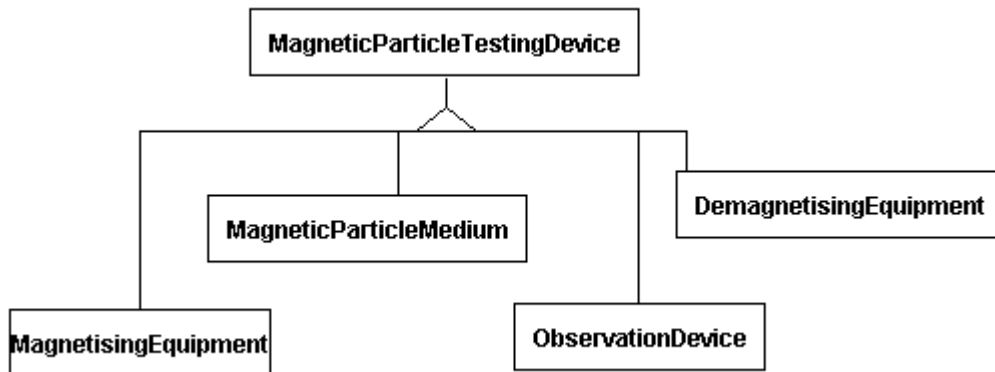 MagneticParticleTestingDevice
DemagnetisingEquipment
MagneticParticleMedium
MagnetisingEquipment
ObservationDevice